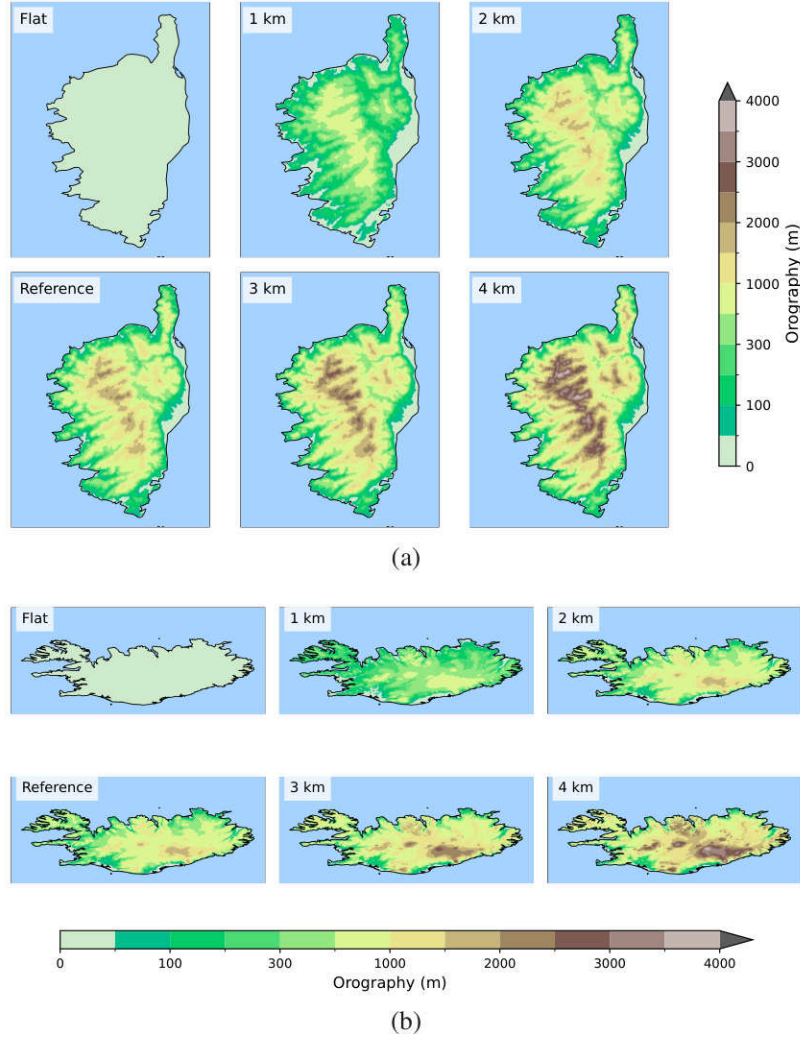 Flat
1 km
2 km
Reference
3 km
4 km
4000
3000
2000
1000
300
100
0
Orography (m)
(a)
Flat
1 km
2 km
Reference
3 km
4 km
0 100 300 1000 2000 3000 4000
Orography (m)
(b)